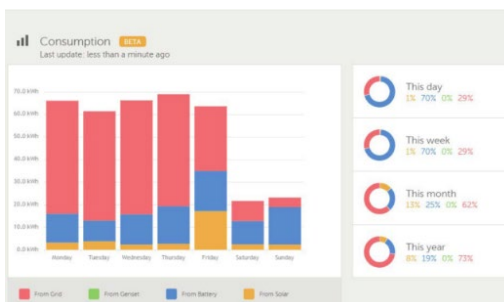 Consumption BETA
Last update: less than a minute ago
70.0 kWh
60.0 kWh
50.0 kWh
40.0 kWh
30.0 kWh
20.0 kWh
10.0 kWh
0.0 kWh
Monday Tuesday Wednesday Thursday Friday Saturday Sunday
From Grid From Genset From Battery From Solar
This day
1% 70% 0% 29%
This week
1% 70% 0% 29%
This month
13% 25% 0% 62%
This year
8% 19% 0% 73%